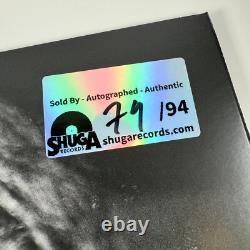 Sold By - Autographed - Authentic
79 /94
SHUGA
RECORDS
shugarecords.com